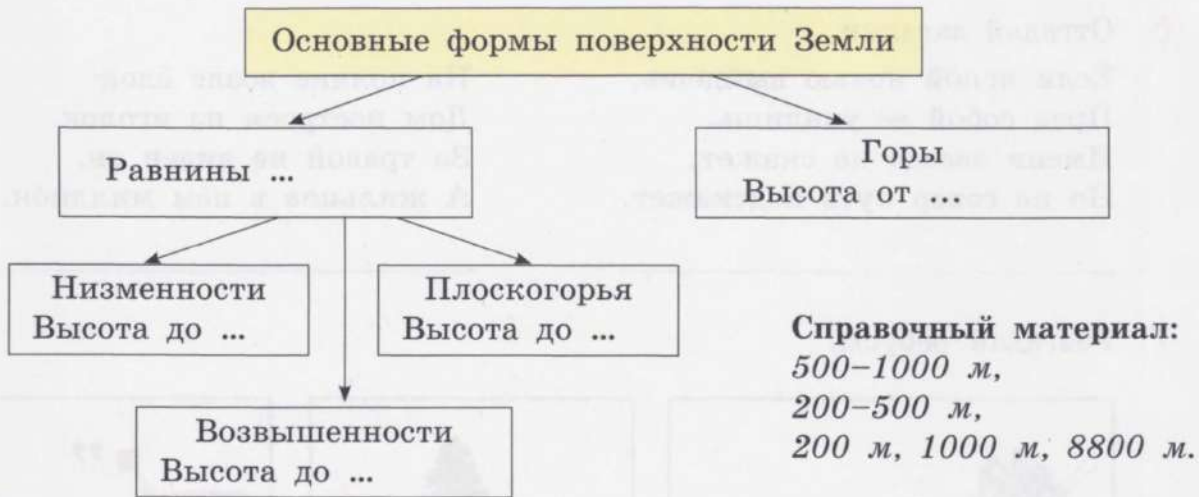 Основные формы поверхности Земли
Равнины ...
Горы
Высота от ...
Низменности
Высота до ...
Плоскогорья
Высота до ...
Возвышенности
Высота до ...
Справочный материал:
500–1000 м,
200–500 м,
200 м, 1000 м, 8800 м.